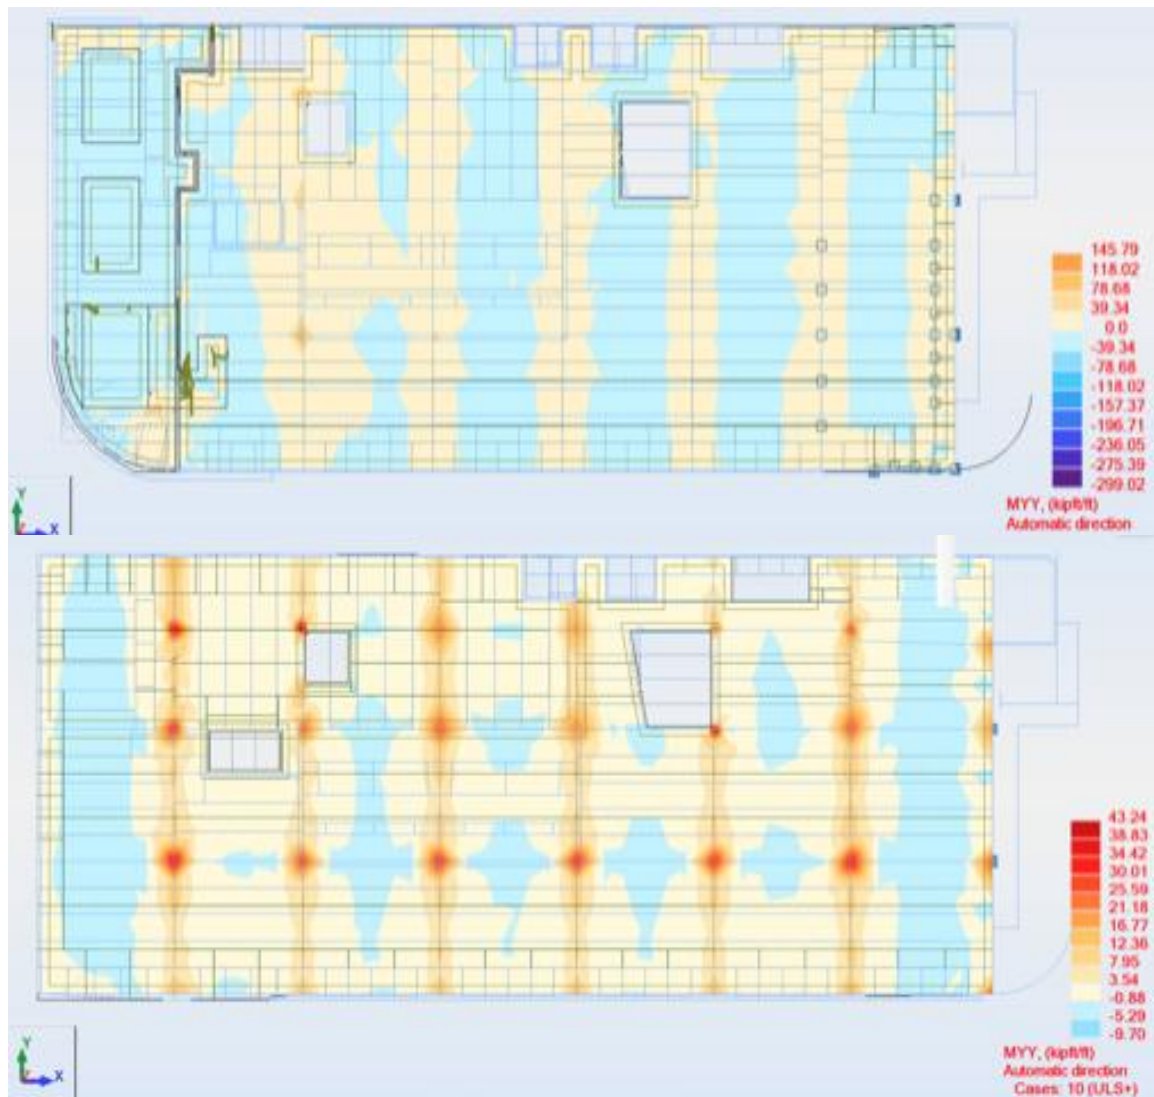 145.79
118.02
78.68
39.34
0.0
-39.34
-78.68
-118.02
-157.37
-196.71
-236.05
-275.39
-299.02
MYY, (kipft/ft)
Automatic direction
Y
X
43.24
38.83
34.42
30.01
25.59
21.18
16.77
12.36
7.95
3.54
-0.88
-5.29
-9.70
MYY, (kipft/ft)
Automatic direction
Cases: 10 (ULS+)
Y
X